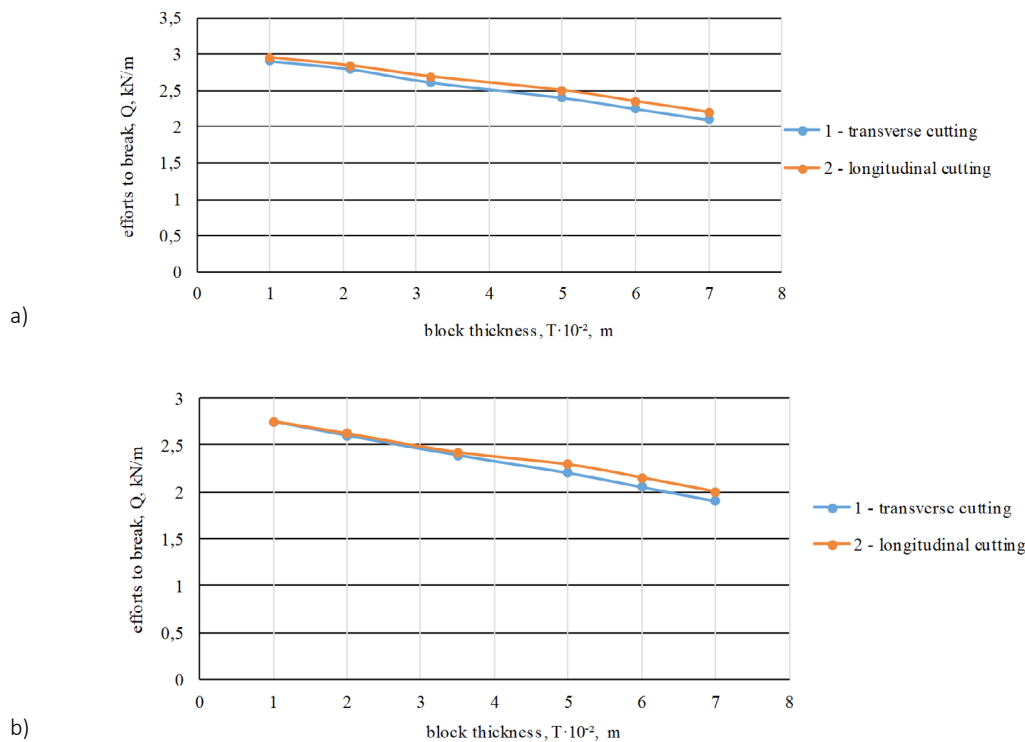 3,5
3
2,5
2
1,5
1
0,5
0
efforts to break, Q, kN/m
0 1 2 3 4 5 6 7 8
block thickness, T·10⁻², m
1 - transverse cutting
2 - longitudinal cutting
a)
3
2,5
2
1,5
1
0,5
0
efforts to break, Q, kN/m
0 1 2 3 4 5 6 7 8
block thickness, T·10⁻², m
1 - transverse cutting
2 - longitudinal cutting
b)